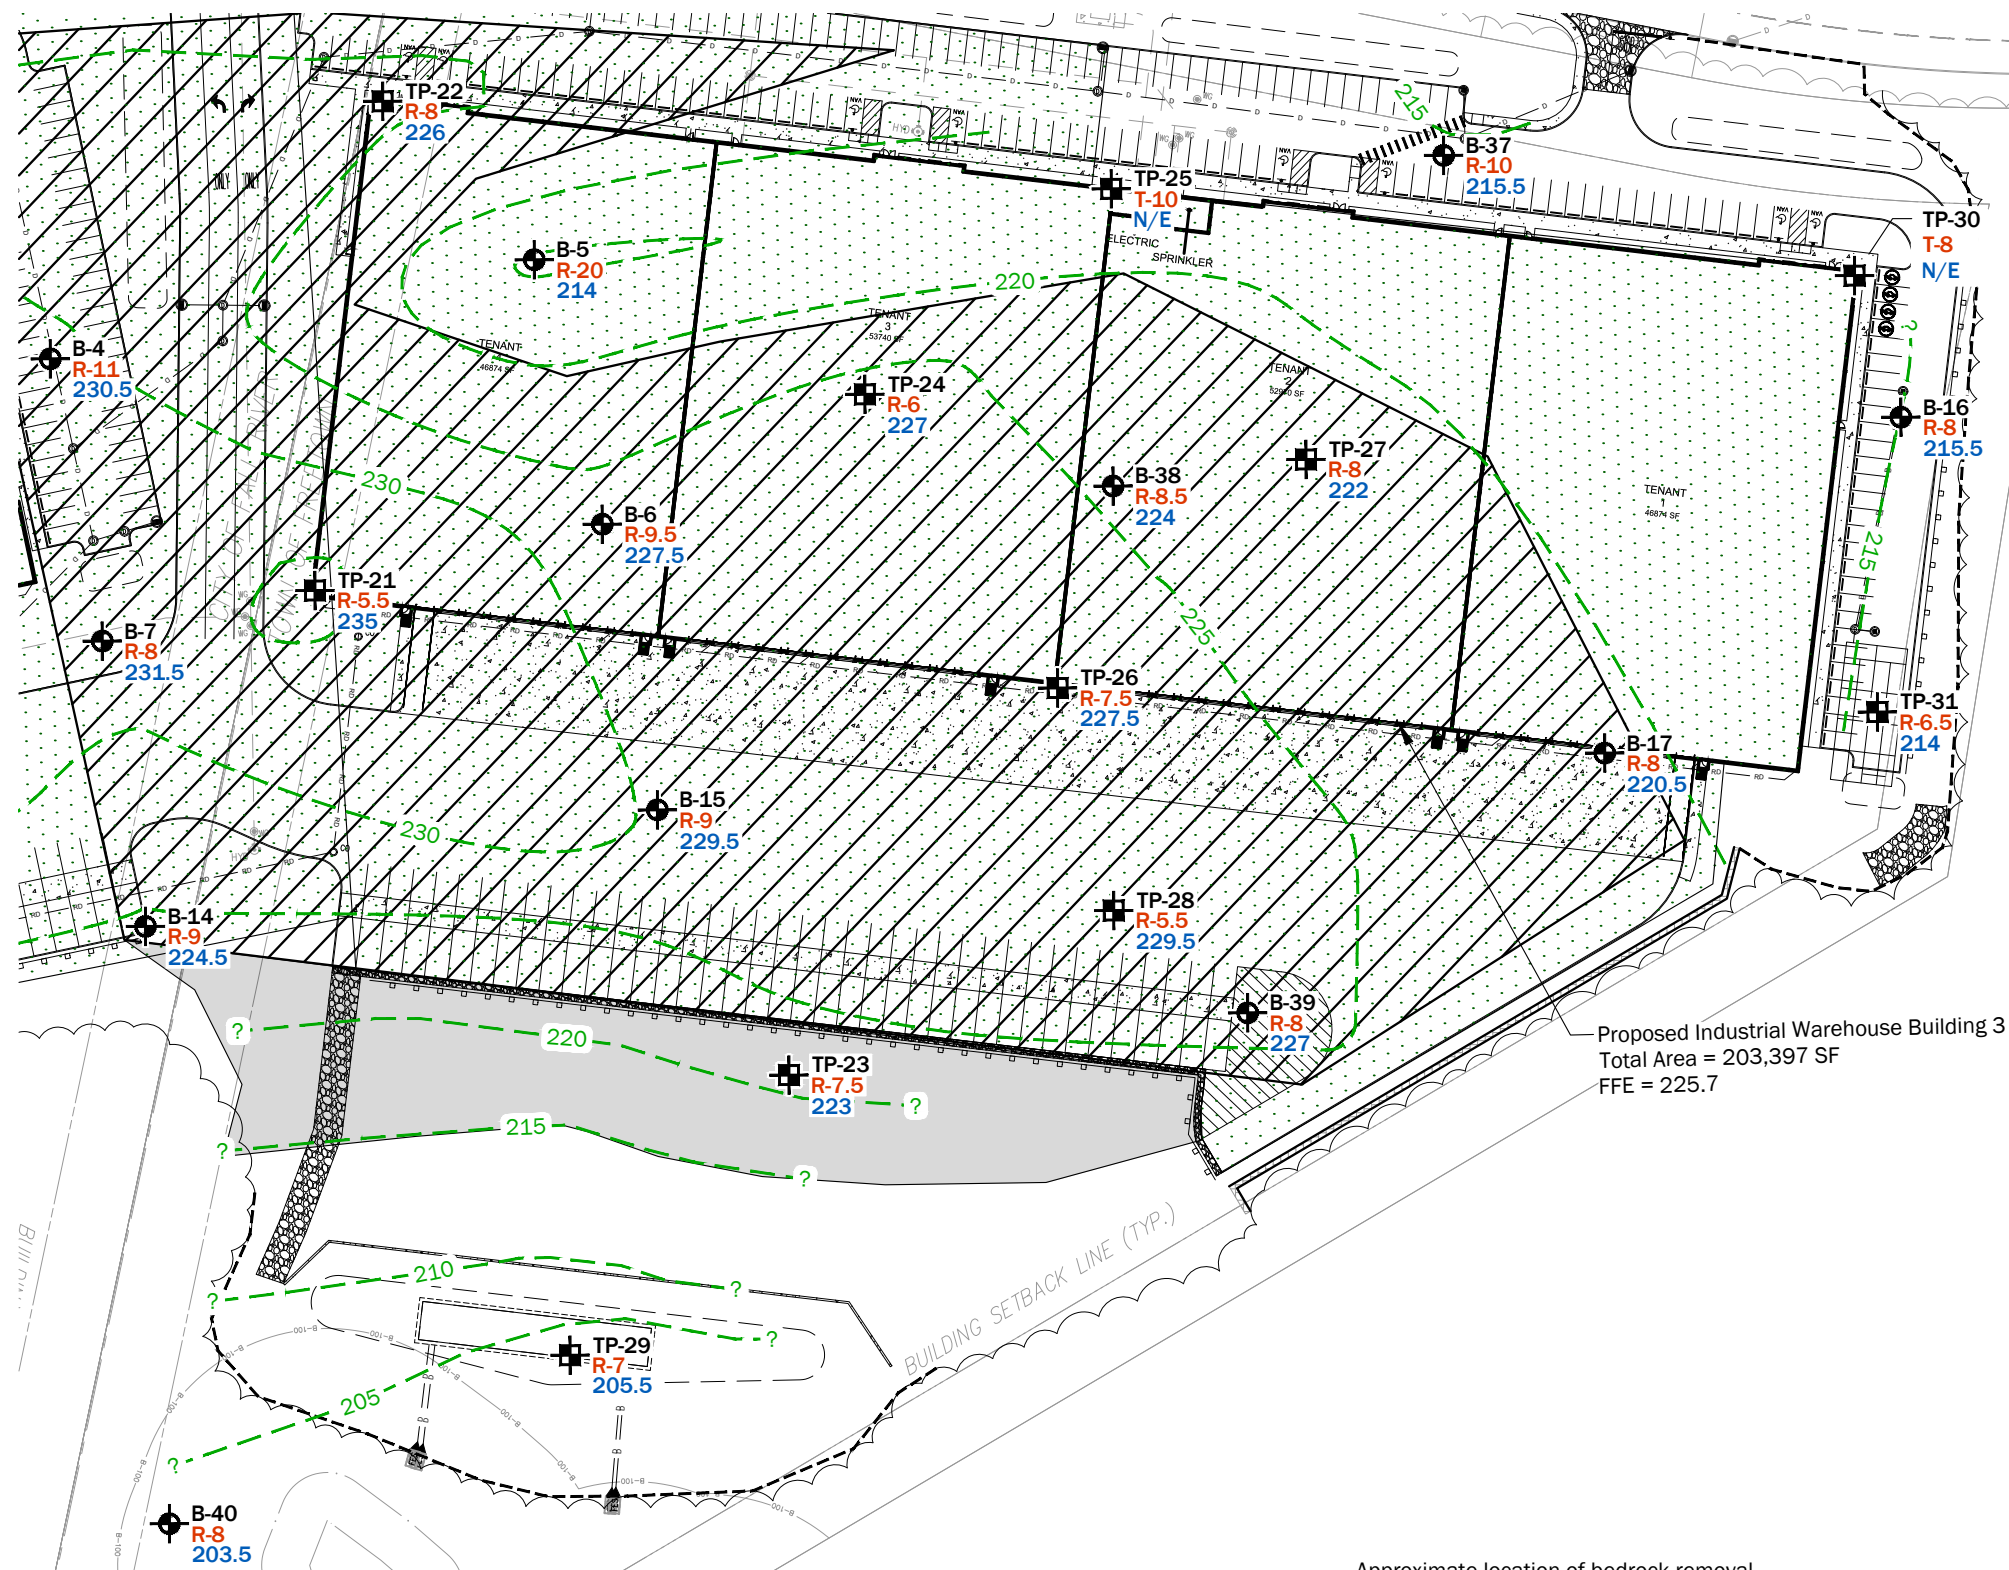 TP-22
R-8
226
B-37
R-10
215.5
215
TP-25
T-10
N/E
TP-30
T-8
N/E
ELECTRIC
SPRINKLER
B-5
R-20
214
220
B-4
R-11
230.5
TENANT
3
53740 SF
TENANT
46874 SF
TENANT
2
TP-24
R-6
227
B-16
R-8
215.5
TP-27
R-8
222
B-38
R-8.5
224
230
TENANT
1
46874 SF
B-6
R-9.5
227.5
215
TP-21
R-5.5
235
B-7
R-8
231.5
225
TP-26
R-7.5
227.5
TP-31
R-6.5
214
B-17
R-8
220.5
B-15
R-9
229.5
230
TP-28
R-5.5
229.5
B-14
R-9
224.5
B-39
R-8
227
Proposed Industrial Warehouse Building 3
Total Area = 203,397 SF
FFE = 225.7
?
220
TP-23
R-7.5
223
?
215
?
?
BUILDING SETBACK LINE (TYP.)
210
?
?
TP-29
R-7
205.5
?
205
?
B-40
R-8
203.5
Approximate location of bedrock removal